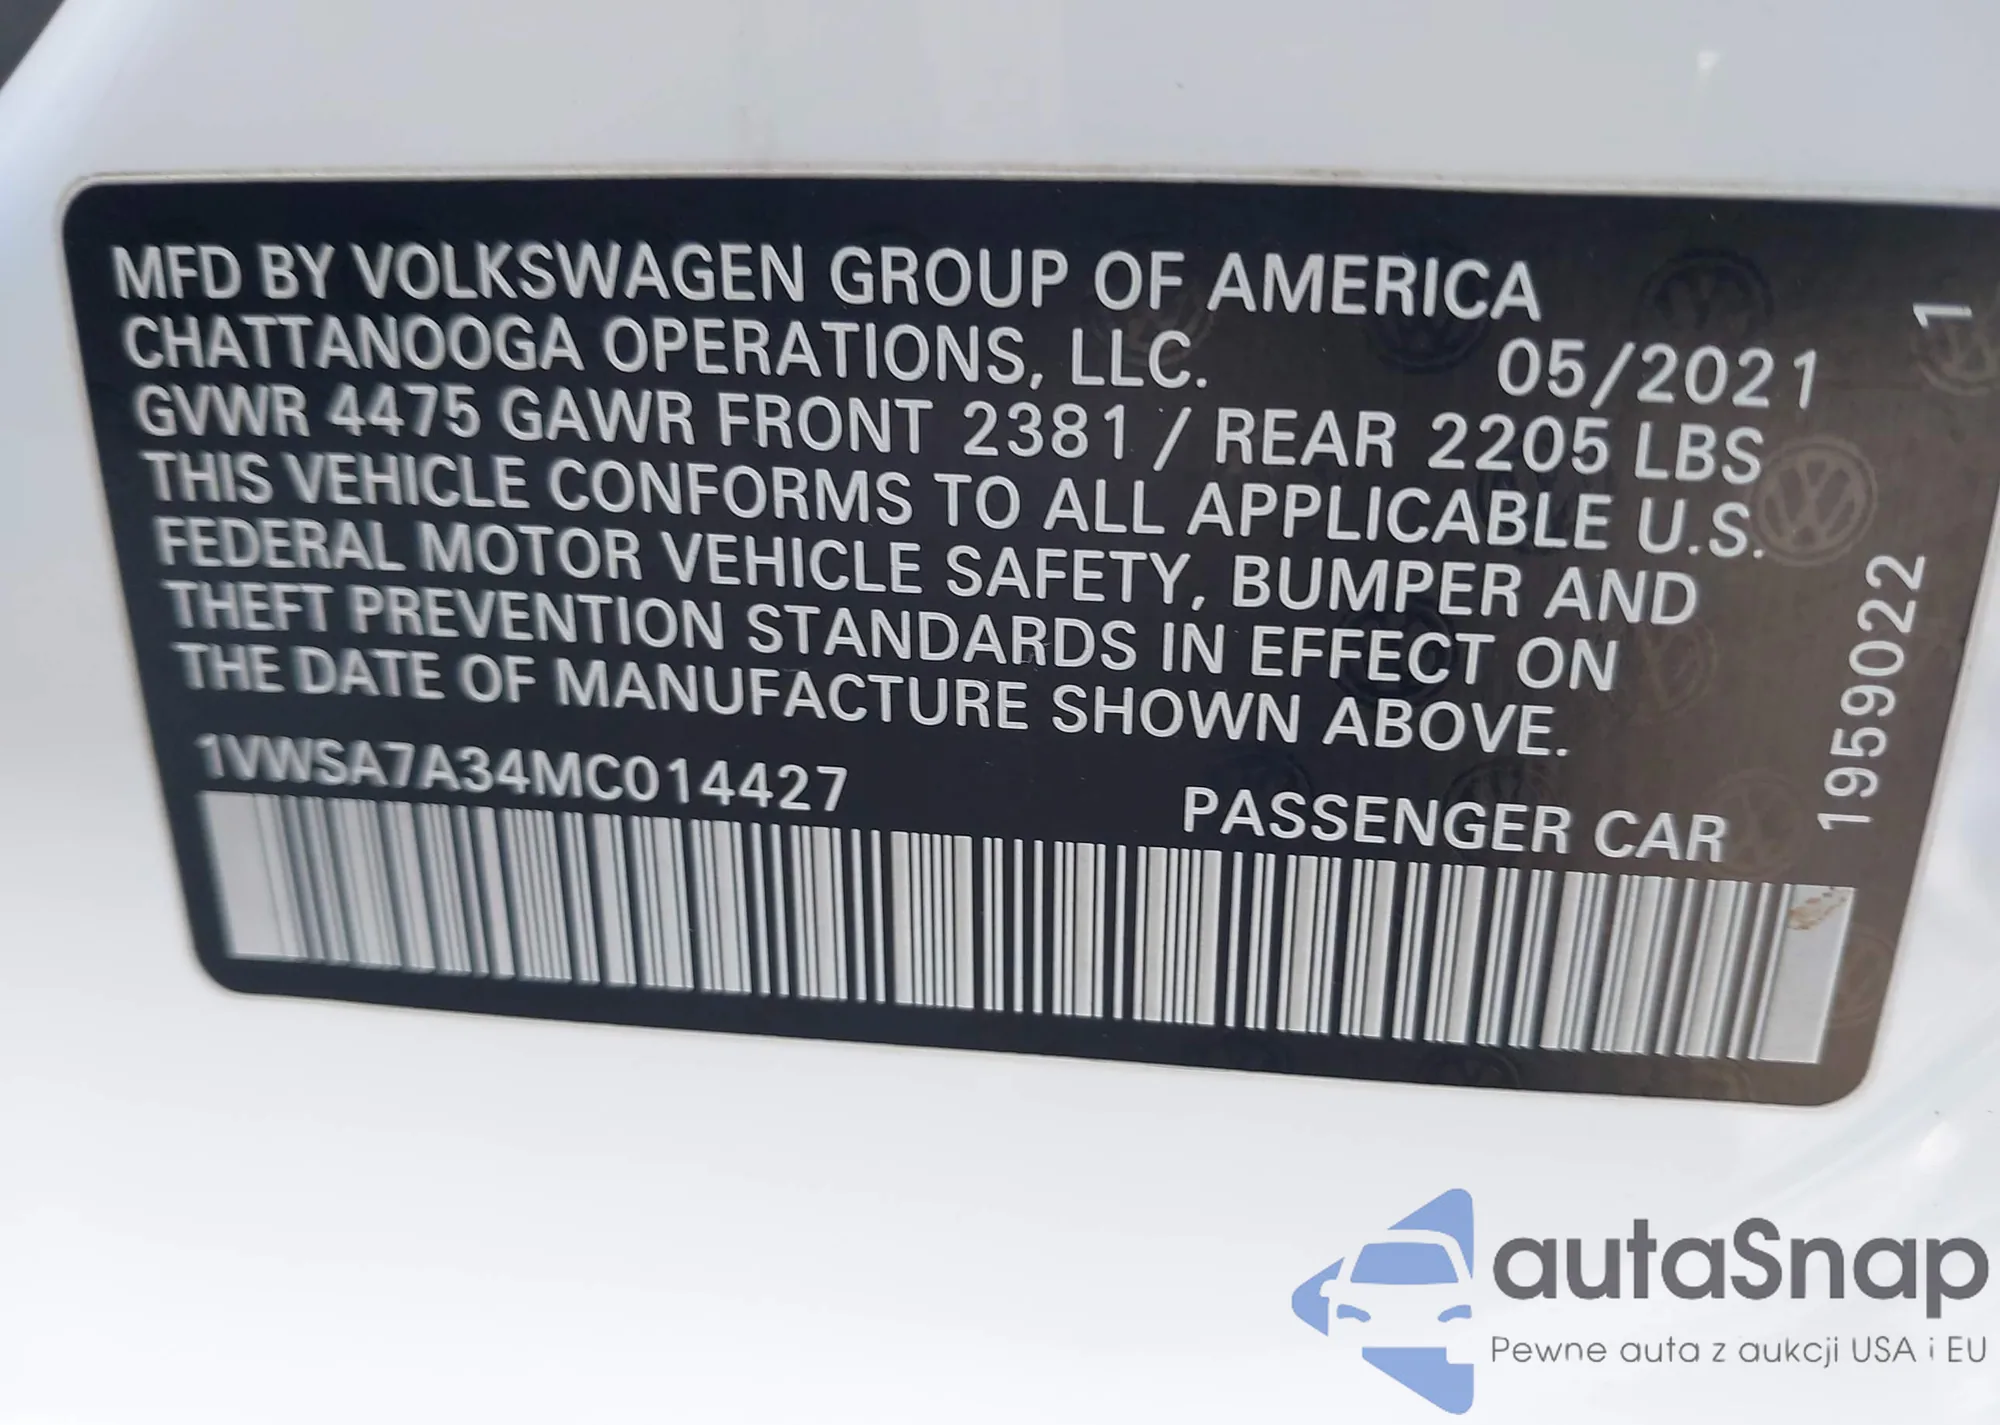 MFD BY VOLKSWAGEN GROUP OF AMERICA
CHATTANOOGA OPERATIONS, LLC. 05/2021
GVWR 4475 GAWR FRONT 2381 / REAR 2205 LBS
THIS VEHICLE CONFORMS TO ALL APPLICABLE U.S.
FEDERAL MOTOR VEHICLE SAFETY, BUMPER AND
THEFT PREVENTION STANDARDS IN EFFECT ON
THE DATE OF MANUFACTURE SHOWN ABOVE.
1VWSA7A34MC014427 PASSENGER CAR
1959022 1
autaSnap
Pewne auta z aukcji USA i EU